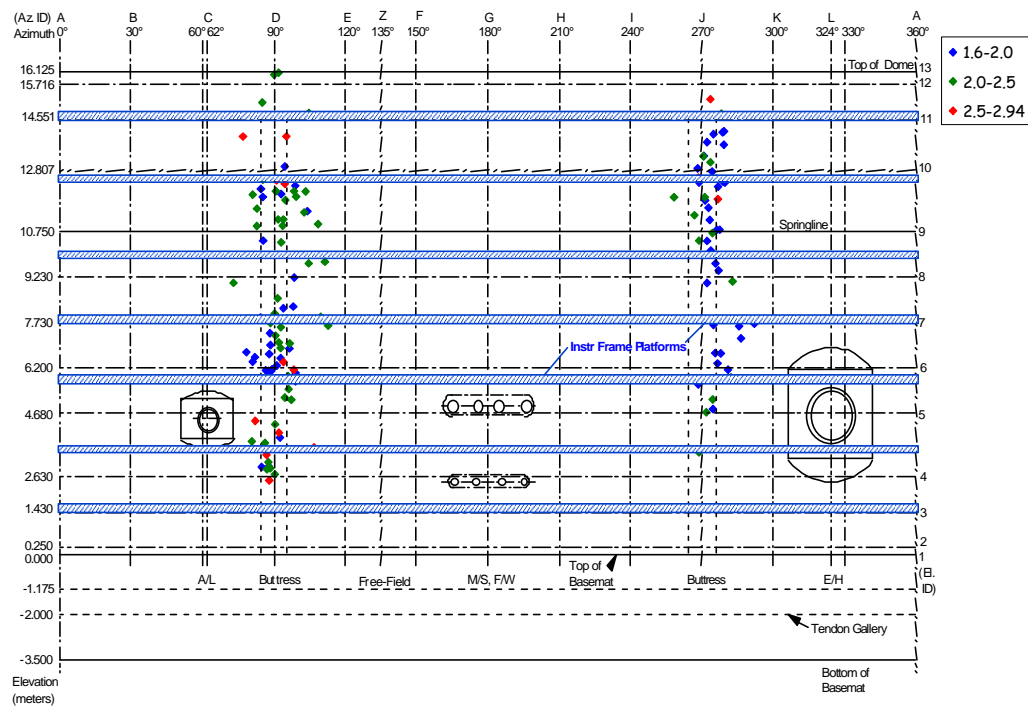 (Az. ID) A B C D E Z F G H I J K L A
Azimuth 0° 30° 60° 62° 90° 120° 135° 150° 180° 210° 240° 270° 300° 324° 330° 360°
1.6-2.0
2.0-2.5
2.5-2.94
16.125 Top of Dome 13
15.716 12
14.551 11
12.807 10
10.750 Springline 9
9.230 8
7.730 7
Instr Frame Platforms
6.200 6
4.680 5
2.630 4
1.430 3
0.250 2
0.000 1
Top of
Basemat
(El.
ID)
A/L Buttress Free-Field M/S, F/W Buttress E/H
-1.175
-2.000
Tendon Gallery
-3.500
Elevation
(meters)
Bottom of
Basemat